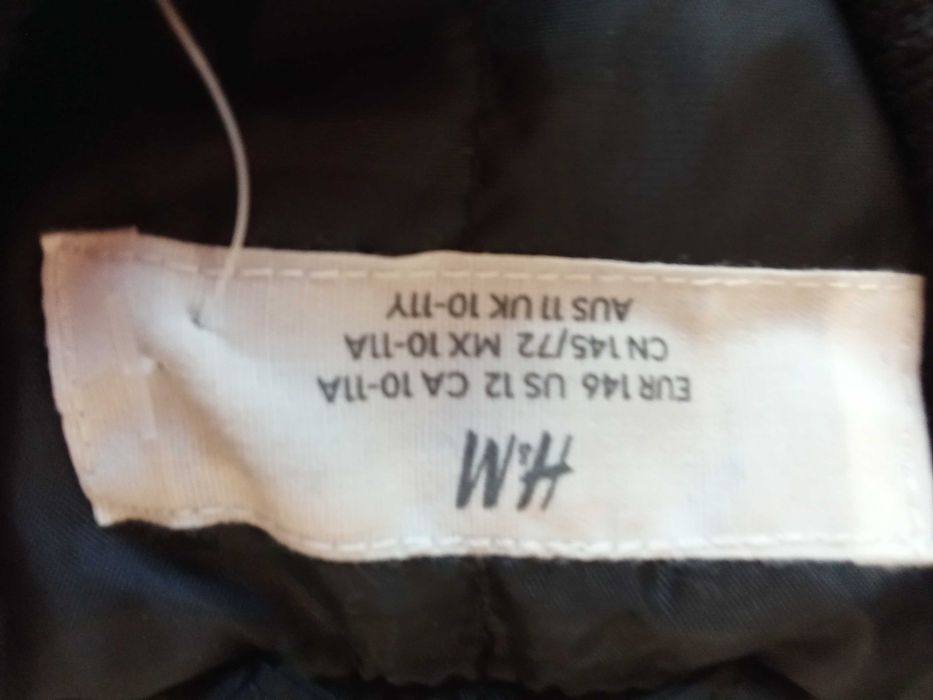 H&M
EUR 146 US 12 CA 10-11A
CN 145/72 MX 10-11A
AUS 11 UK 10-11Y